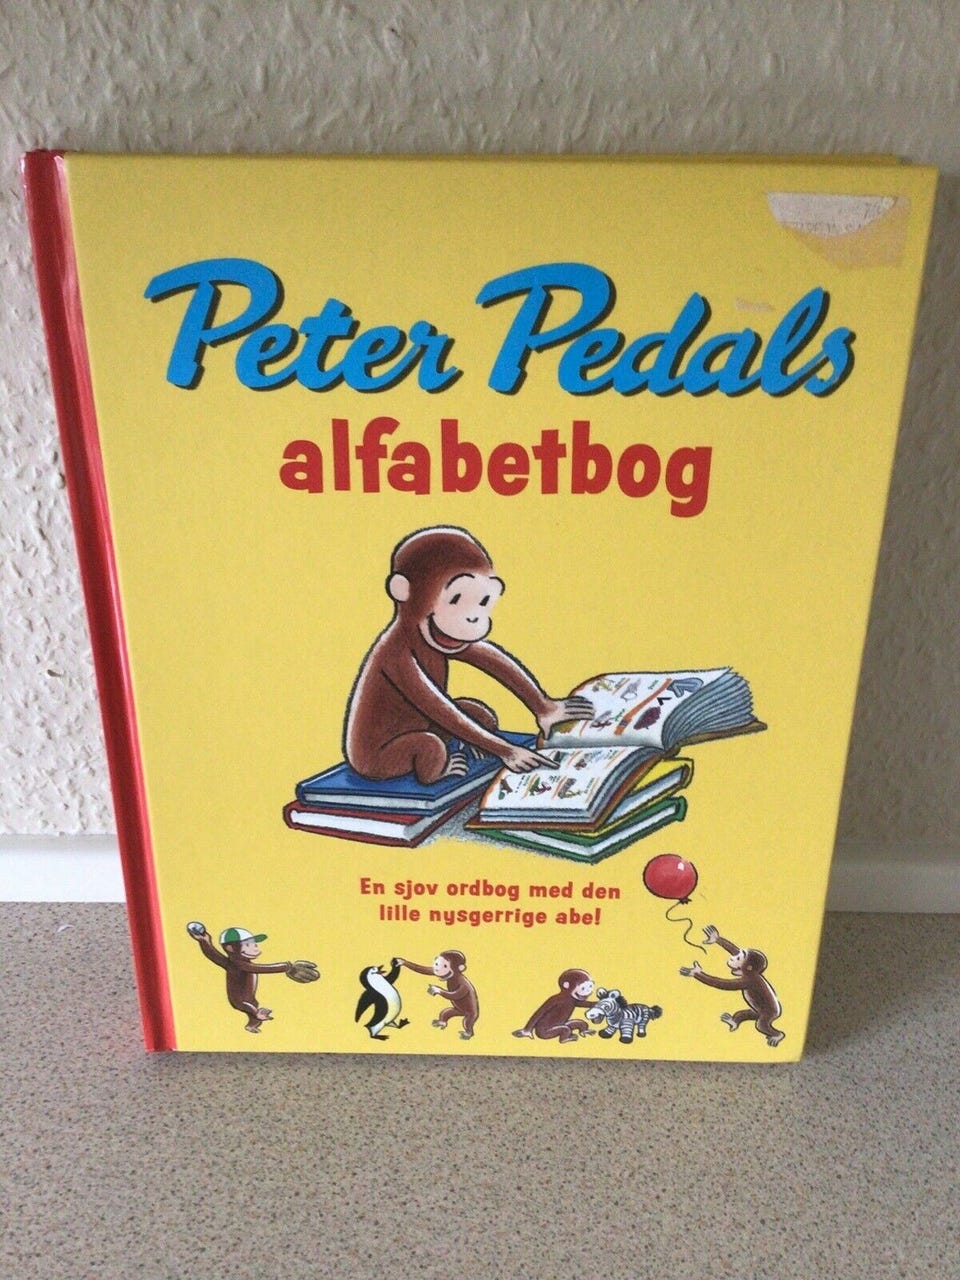 Peter Pedals
alfabetbog
En sjov ordbog med den
lille nysgerrige abe!